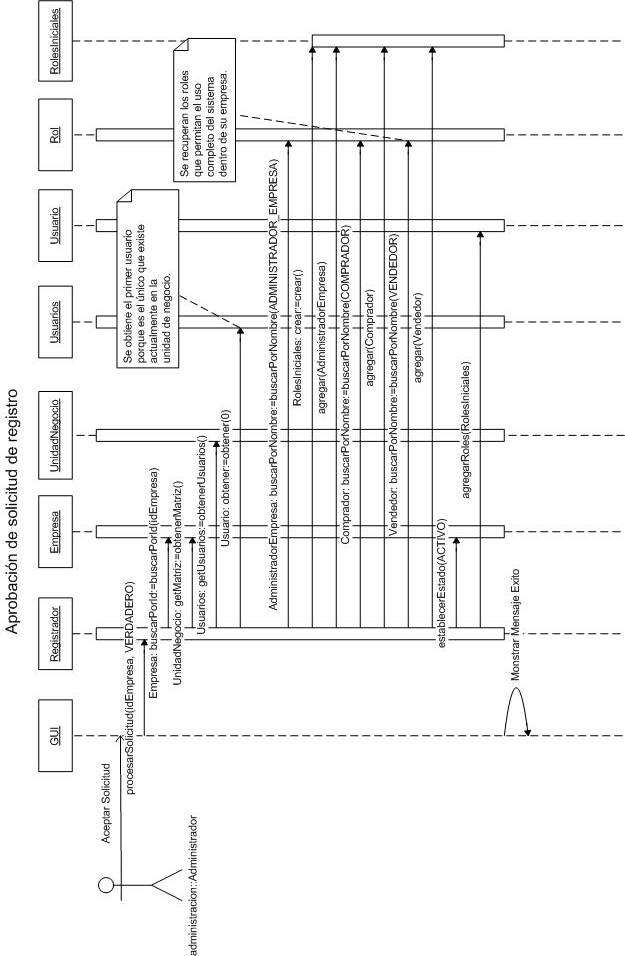 Aprobación de solicitud de registro
GUI
Registrador
Empresa
UnidadNegocio
Usuarios
Usuario
Rol
RolesIniciales
administracion::Administrador
Aceptar Solicitud
procesarSolicitud(idEmpresa, VERDADERO)
Empresa: buscarPorId:=buscarPorId(idEmpresa)
UnidadNegocio: getMatriz:=obtenerMatriz()
Usuarios: getUsuarios:=obtenerUsuarios()
Usuario: obtener:=obtener(0)
Se obtiene el primer usuario
porque es el único que existe
actualmente en la
unidad de negocio.
Se recuperan los roles
que permitan el uso
completo del sistema
dentro de su empresa.
AdministradorEmpresa: buscarPorNombre:=buscarPorNombre(ADMINISTRADOR_EMPRESA)
RolesIniciales: crear:=crear()
agregar(AdministradorEmpresa)
Comprador: buscarPorNombre:=buscarPorNombre(COMPRADOR)
agregar(Comprador)
Vendedor: buscarPorNombre:=buscarPorNombre(VENDEDOR)
agregar(Vendedor)
establecerEstado(ACTIVO)
agregarRoles(RolesIniciales)
Monstrar Mensaje Exito